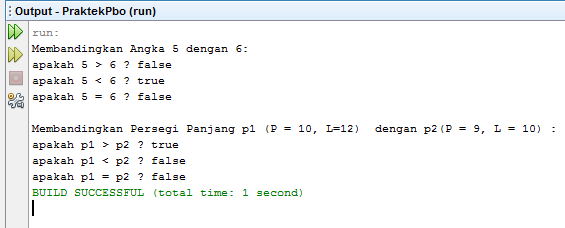 Output - PraktekPbo (run)
run:
Membandingkan Angka 5 dengan 6:
apakah 5 > 6 ? false
apakah 5 < 6 ? true
apakah 5 = 6 ? false
Membandingkan Persegi Panjang p1 (P = 10, L=12)  dengan p2(P = 9, L = 10) :
apakah p1 > p2 ? true
apakah p1 < p2 ? false
apakah p1 = p2 ? false
BUILD SUCCESSFUL (total time: 1 second)